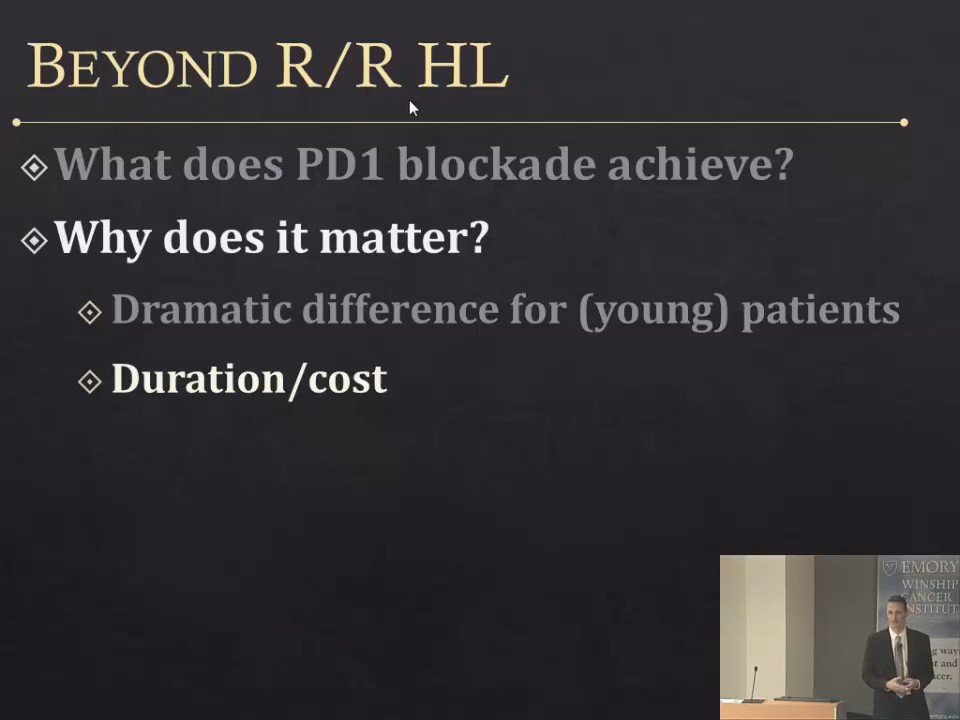 BEYOND R/R HL
What does PD1 blockade achieve?
Why does it matter?
Dramatic difference for (young) patients
Duration/cost
EMORY
WINSHIP
CANCER
INSTITUT